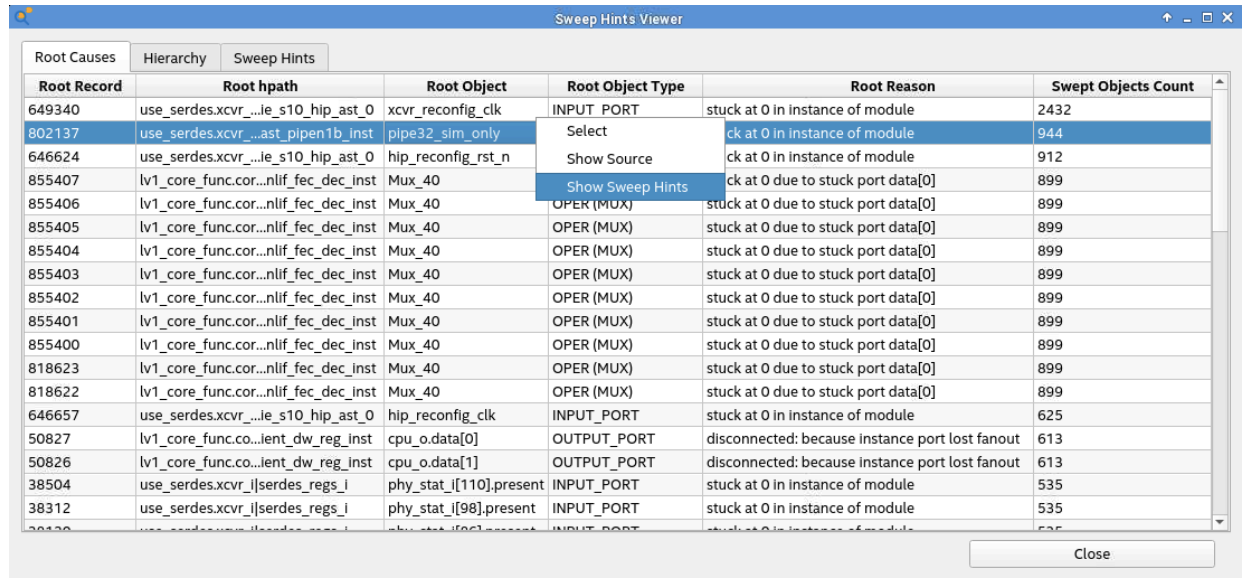 Sweep Hints Viewer
Root Causes Hierarchy Sweep Hints
Root Record Root hpath Root Object Root Object Type Root Reason Swept Objects Count
649340 use_serdes.xcvr_...ie_s10_hip_ast_0 xcvr_reconfig_clk INPUT_PORT stuck at 0 in instance of module 2432
802137 use_serdes.xcvr_...ast_pipen1b_inst pipe32_sim_only Select ck at 0 in instance of module 944
646624 use_serdes.xcvr_...ie_s10_hip_ast_0 hip_reconfig_rst_n Show Source ck at 0 in instance of module 912
855407 lv1_core_func.cor...nlif_fec_dec_inst Mux_40 Show Sweep Hints ck at 0 due to stuck port data[0] 899
855406 lv1_core_func.cor...nlif_fec_dec_inst Mux_40 OPER (MUX) stuck at 0 due to stuck port data[0] 899
855405 lv1_core_func.cor...nlif_fec_dec_inst Mux_40 OPER (MUX) stuck at 0 due to stuck port data[0] 899
855404 lv1_core_func.cor...nlif_fec_dec_inst Mux_40 OPER (MUX) stuck at 0 due to stuck port data[0] 899
855403 lv1_core_func.cor...nlif_fec_dec_inst Mux_40 OPER (MUX) stuck at 0 due to stuck port data[0] 899
855402 lv1_core_func.cor...nlif_fec_dec_inst Mux_40 OPER (MUX) stuck at 0 due to stuck port data[0] 899
855401 lv1_core_func.cor...nlif_fec_dec_inst Mux_40 OPER (MUX) stuck at 0 due to stuck port data[0] 899
855400 lv1_core_func.cor...nlif_fec_dec_inst Mux_40 OPER (MUX) stuck at 0 due to stuck port data[0] 899
818623 lv1_core_func.cor...nlif_fec_dec_inst Mux_40 OPER (MUX) stuck at 0 due to stuck port data[0] 899
818622 lv1_core_func.cor...nlif_fec_dec_inst Mux_40 OPER (MUX) stuck at 0 due to stuck port data[0] 899
646657 use_serdes.xcvr_...ie_s10_hip_ast_0 hip_reconfig_clk INPUT_PORT stuck at 0 in instance of module 625
50827 lv1_core_func.co...ient_dw_reg_inst cpu_o.data[0] OUTPUT_PORT disconnected: because instance port lost fanout 613
50826 lv1_core_func.co...ient_dw_reg_inst cpu_o.data[1] OUTPUT_PORT disconnected: because instance port lost fanout 613
38504 use_serdes.xcvr_i|serdes_regs_i phy_stat_i[110].present INPUT_PORT stuck at 0 in instance of module 535
38312 use_serdes.xcvr_i|serdes_regs_i phy_stat_i[98].present INPUT_PORT stuck at 0 in instance of module 535
Close